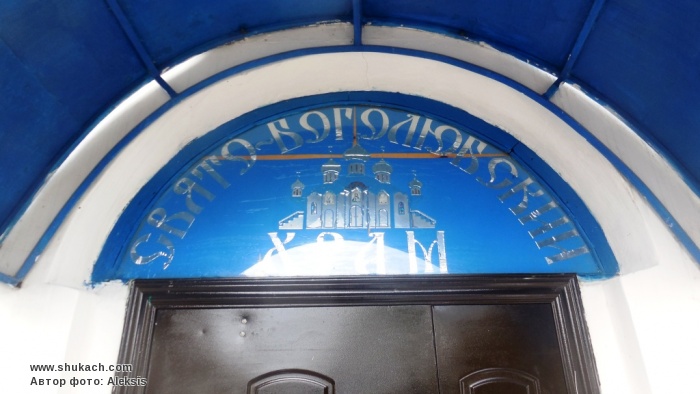 СВЯТО-БОГОЛЮБСКИЙ
ХРАМ
www.shukach.com
Автор фото: Aleksis